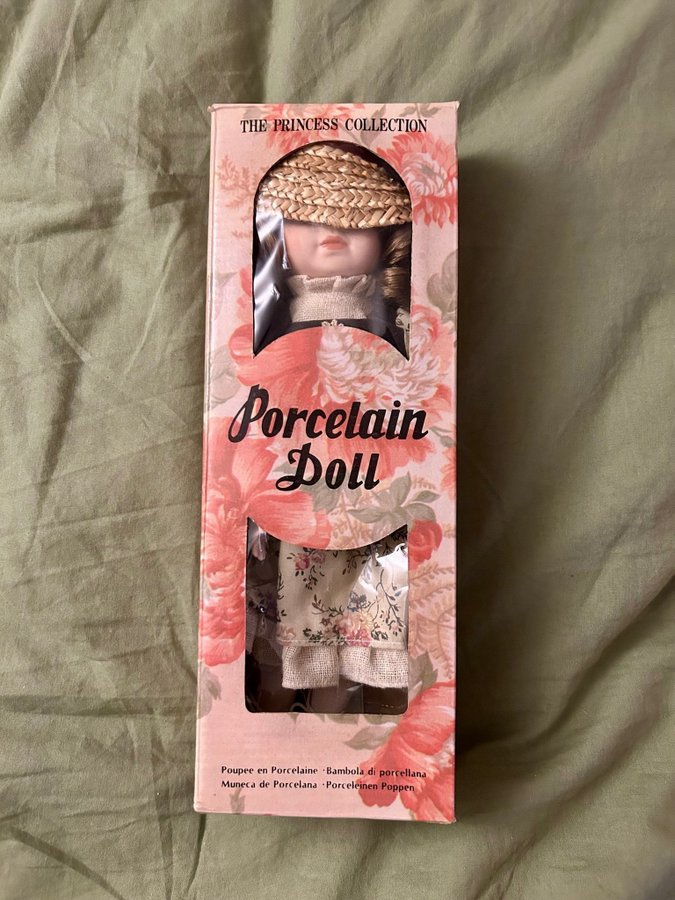 THE PRINCESS COLLECTION
Porcelain
Doll
Poupee en Porcelaine · Bambola di porcellana
Muneca de Porcelana · Porceleinen Poppen